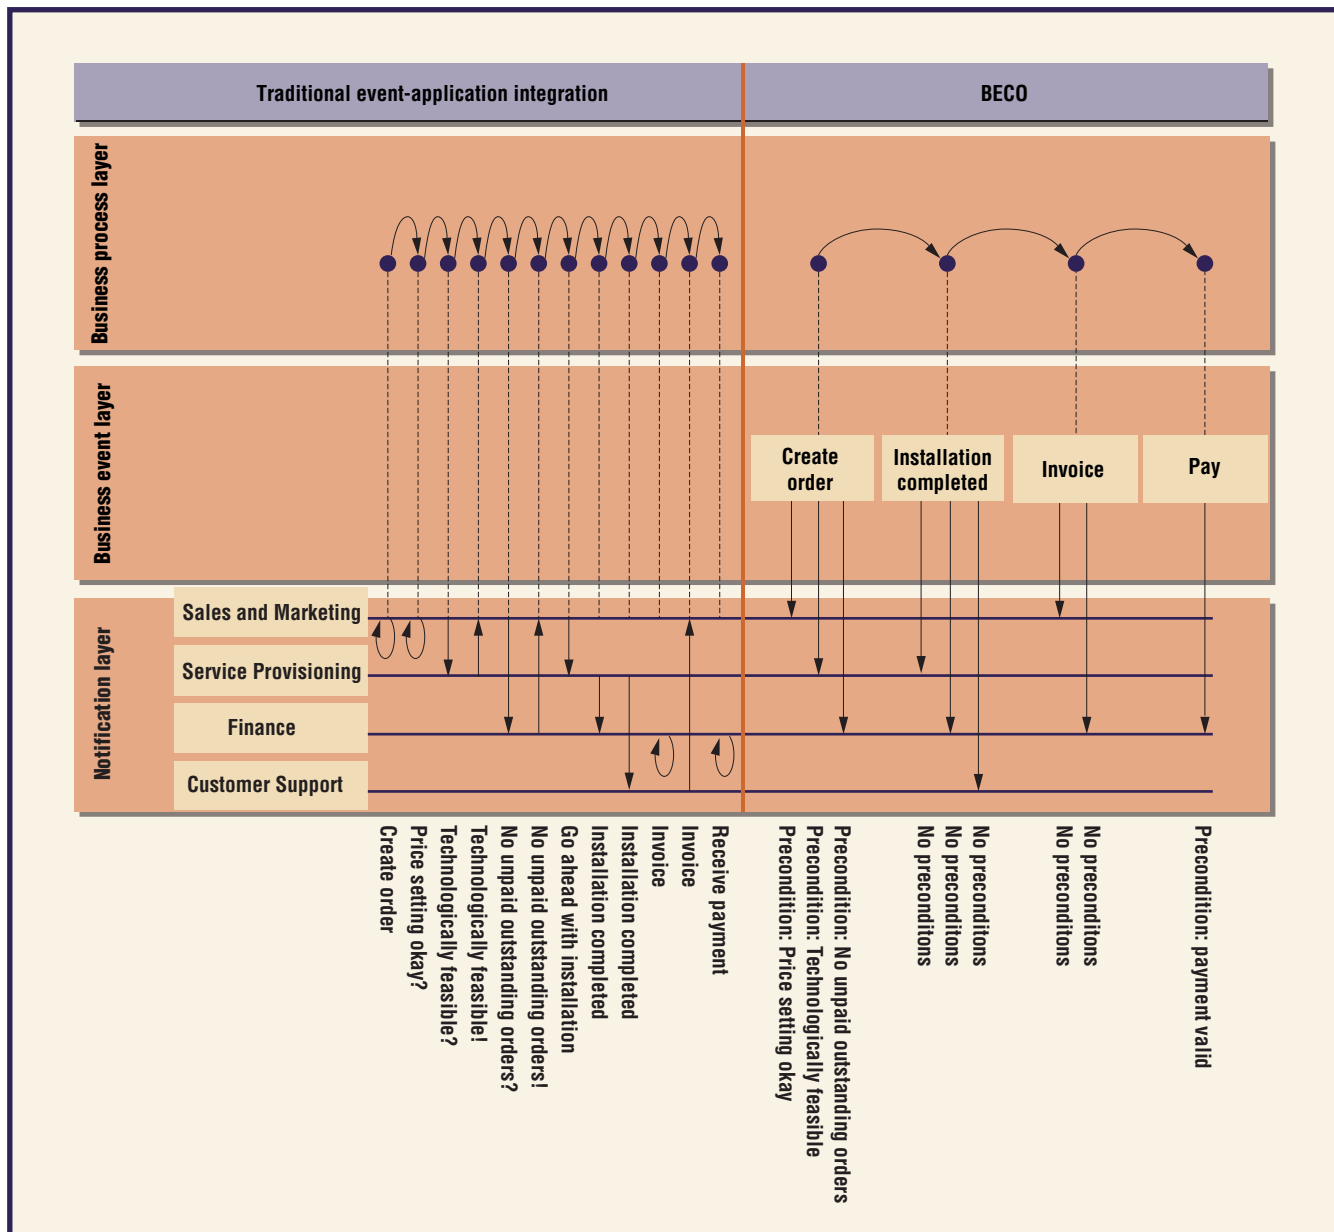 Traditional event-application integration
BECO
Business process layer
Business event layer
Create
order
Installation
completed
Invoice
Pay
Notification layer
Sales and Marketing
Service Provisioning
Finance
Customer Support
Create order
Price setting okay?
Technologically feasible?
Technologically feasible!
No unpaid outstanding orders?
No unpaid outstanding orders!
Go ahead with installation
Installation completed
Installation completed
Invoice
Invoice
Receive payment
Precondition: Price setting okay
Precondition: Technologically feasible
Precondition: No unpaid outstanding orders
No preconditons
No preconditons
No preconditons
No preconditons
No preconditons
Precondition: payment valid